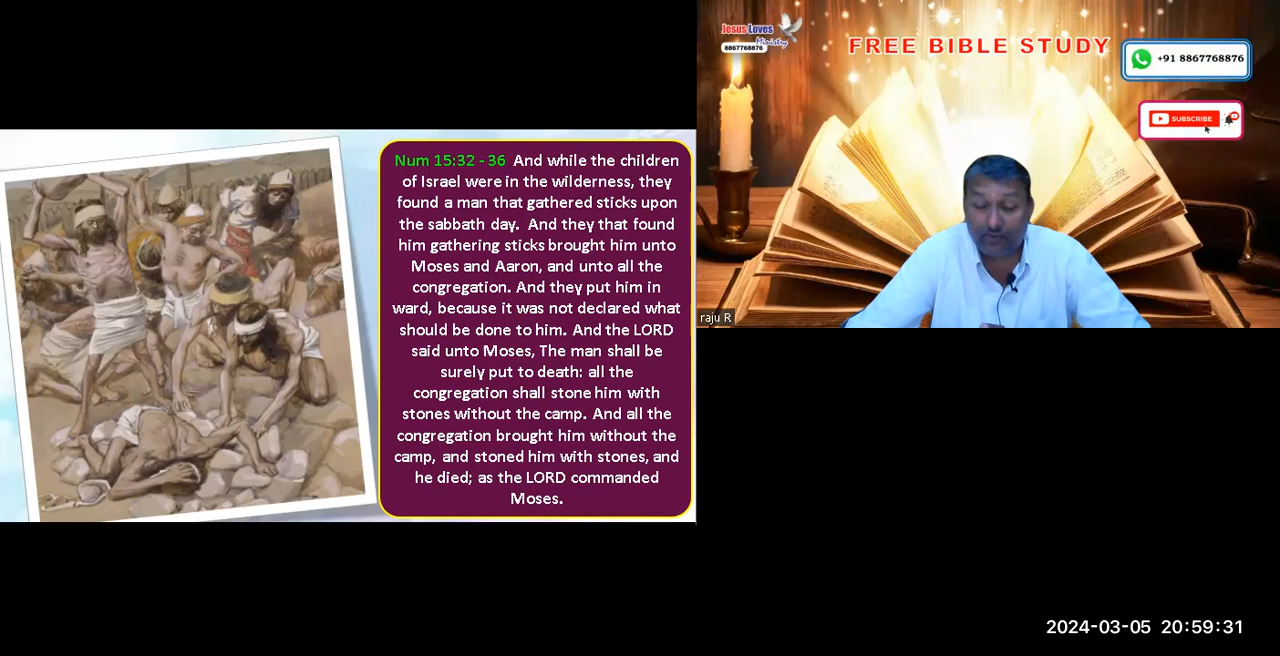 Num 15:32 - 36 And while the children
of Israel were in the wilderness, they
found a man that gathered sticks upon
the sabbath day. And they that found
him gathering sticks brought him unto
Moses and Aaron, and unto all the
congregation. And they put him in
ward, because it was not declared what
should be done to him. And the LORD
said unto Moses, The man shall be
surely put to death: all the
congregation shall stone him with
stones without the camp. And all the
congregation brought him without the
camp, and stoned him with stones, and
he died; as the LORD commanded
Moses.
Jesus Loves
Ministry
8867768876
FREE BIBLE STUDY
+91 8867768876
SUBSCRIBE
raju R
2024-03-05 20:59:31